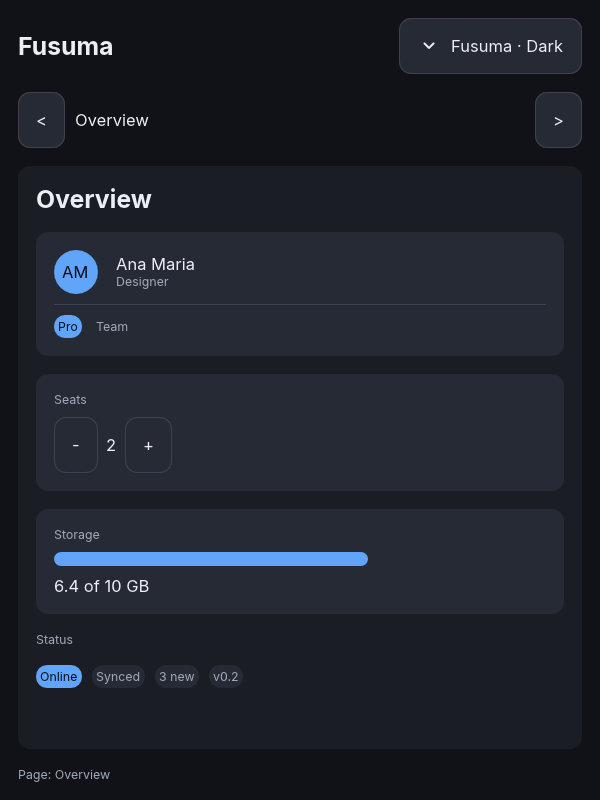 Fusuma
Fusuma · Dark
< Overview >
Overview
AM
Ana Maria
Designer
Pro Team
Seats
- 2 +
Storage
6.4 of 10 GB
Status
Online Synced 3 new v0.2
Page: Overview